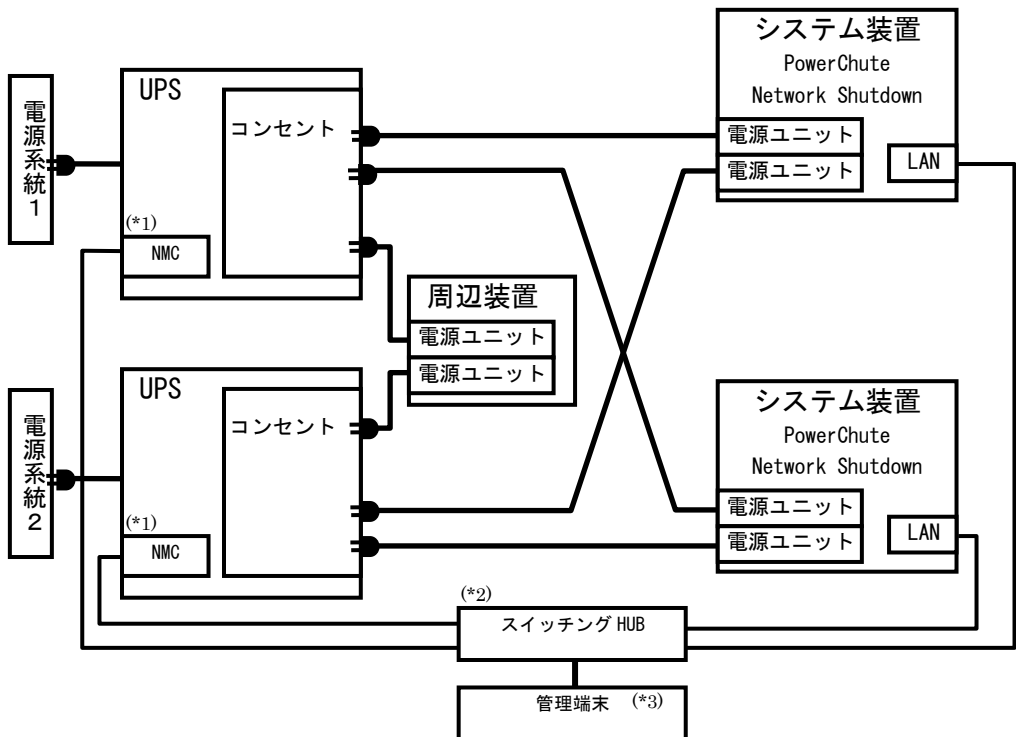 電源系統1
UPS
コンセント
(*1)
NMC
システム装置
PowerChute
Network Shutdown
電源ユニット
電源ユニット
LAN
周辺装置
電源ユニット
電源ユニット
電源系統2
UPS
コンセント
(*1)
NMC
システム装置
PowerChute
Network Shutdown
電源ユニット
電源ユニット
LAN
(*2)
スイッチング HUB
管理端末 (*3)